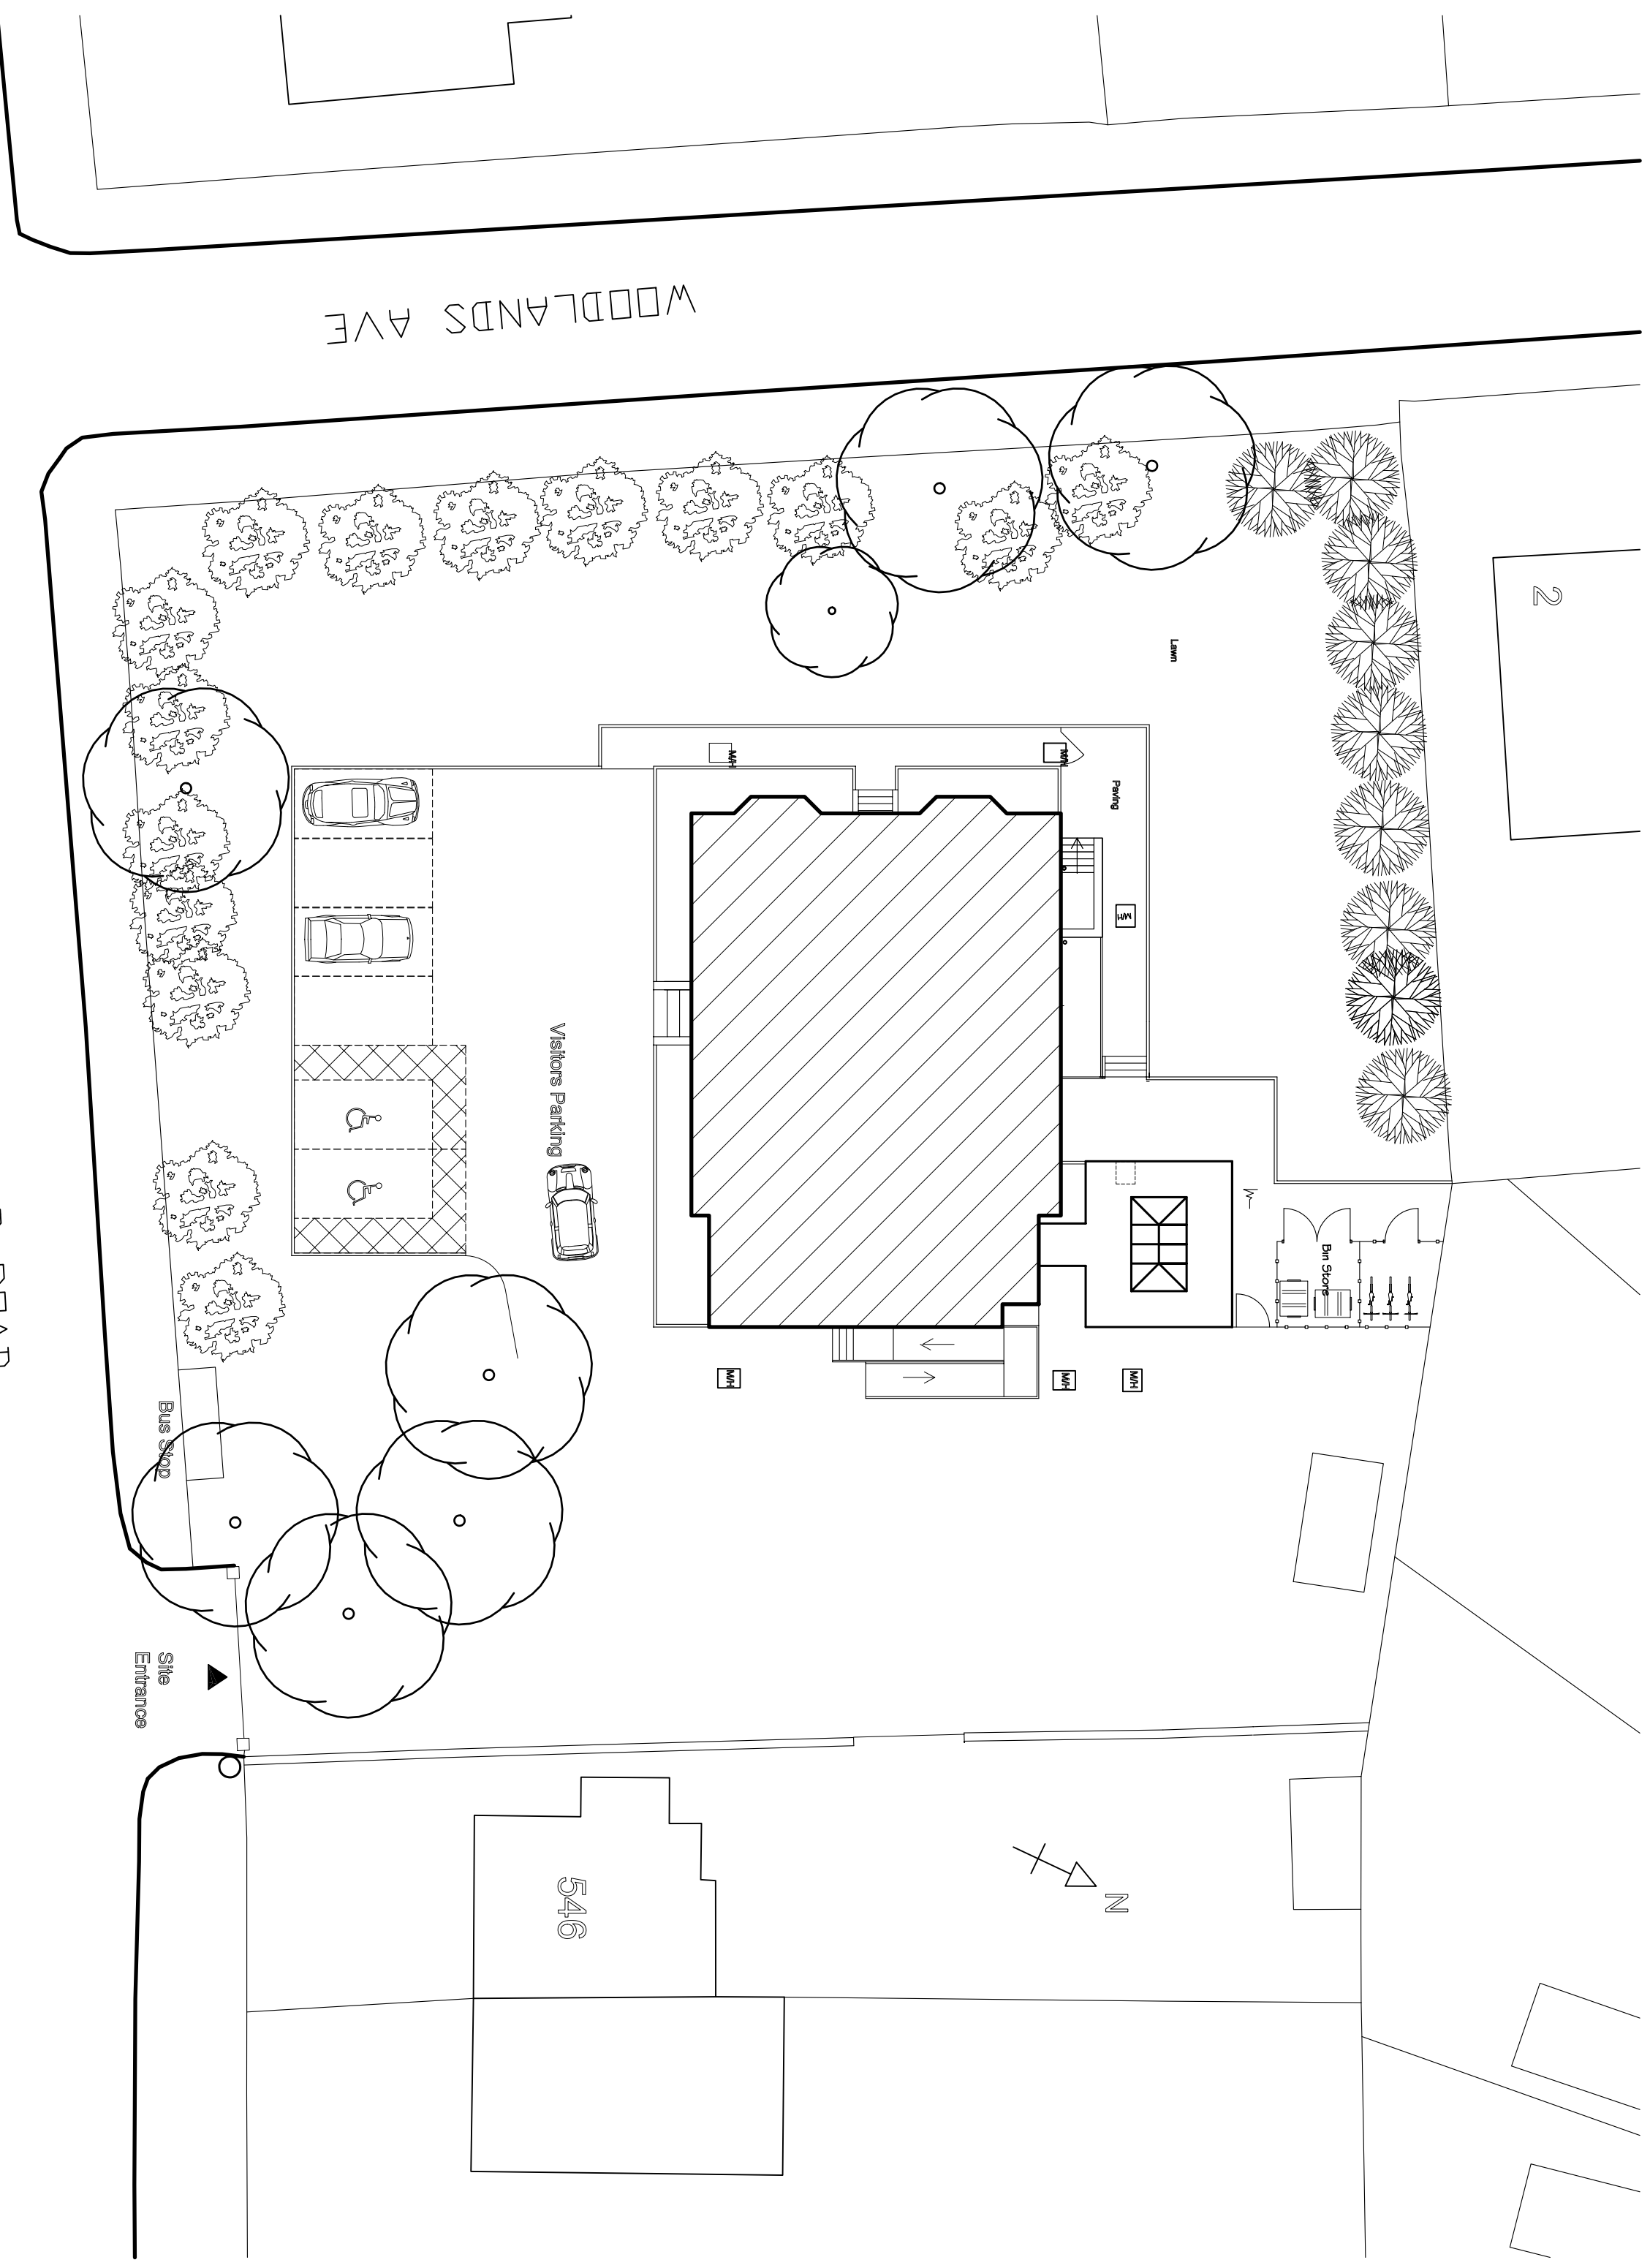 WOODLANDS AVE
2
Lawn
M/H
M/H
Paving
M/H
Visitors Parking
Bin Store
M/H
M/H
M/H
Bus Stop
Site
Entrance
546
N